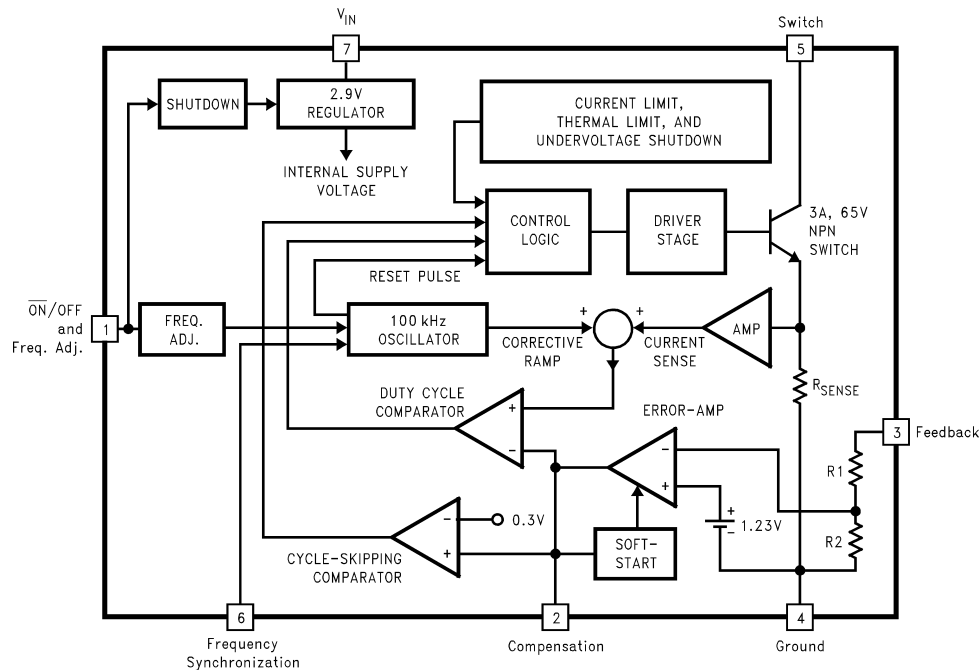 VIN
Switch
7
5
SHUTDOWN
2.9V
REGULATOR
CURRENT LIMIT,
THERMAL LIMIT, AND
UNDERVOLTAGE SHUTDOWN
INTERNAL SUPPLY
VOLTAGE
CONTROL
LOGIC
DRIVER
STAGE
3A, 65V
NPN
SWITCH
RESET PULSE
ON/OFF
and
Freq. Adj.
1
FREQ.
ADJ.
100 kHz
OSCILLATOR
+
+
CORRECTIVE
RAMP
CURRENT
SENSE
AMP
RSENSE
DUTY CYCLE
COMPARATOR
+
−
ERROR-AMP
−
+
3
Feedback
R1
+
−
1.23V
R2
−
+
0.3V
CYCLE-SKIPPING
COMPARATOR
SOFT-
START
6
2
4
Frequency
Synchronization
Compensation
Ground